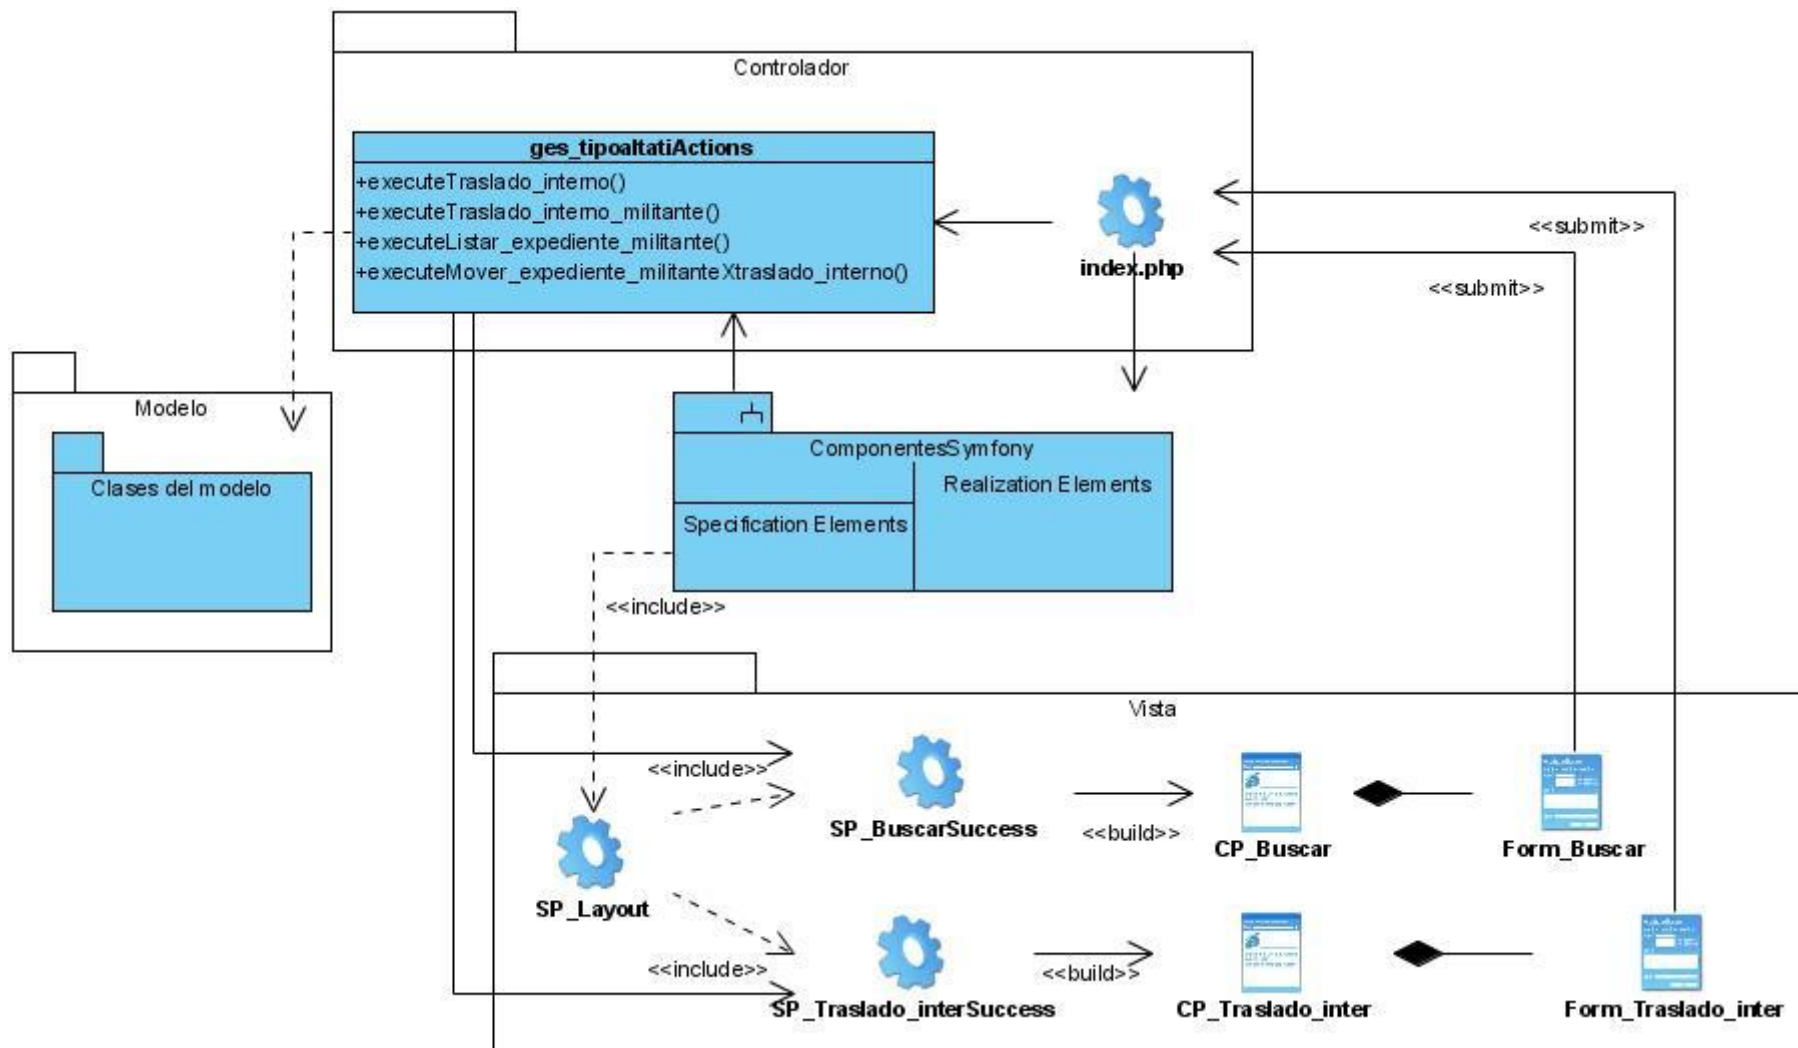 Controlador
ges_tipoaltatiActions
+executeTraslado_interno()
+executeTraslado_interno_militante()
+executeListar_expediente_militante()
+executeMover_expediente_militanteXtraslado_interno()
index.php
<<submit>>
<<submit>>
Modelo
Clases del modelo
ComponentesSymfony
Realization Elements
Specification Elements
<<include>>
Vista
<<include>>
SP_BuscarSuccess
<<build>>
CP_Buscar
Form_Buscar
SP_Layout
<<include>>
SP_Traslado_interSuccess
<<build>>
CP_Traslado_inter
Form_Traslado_inter